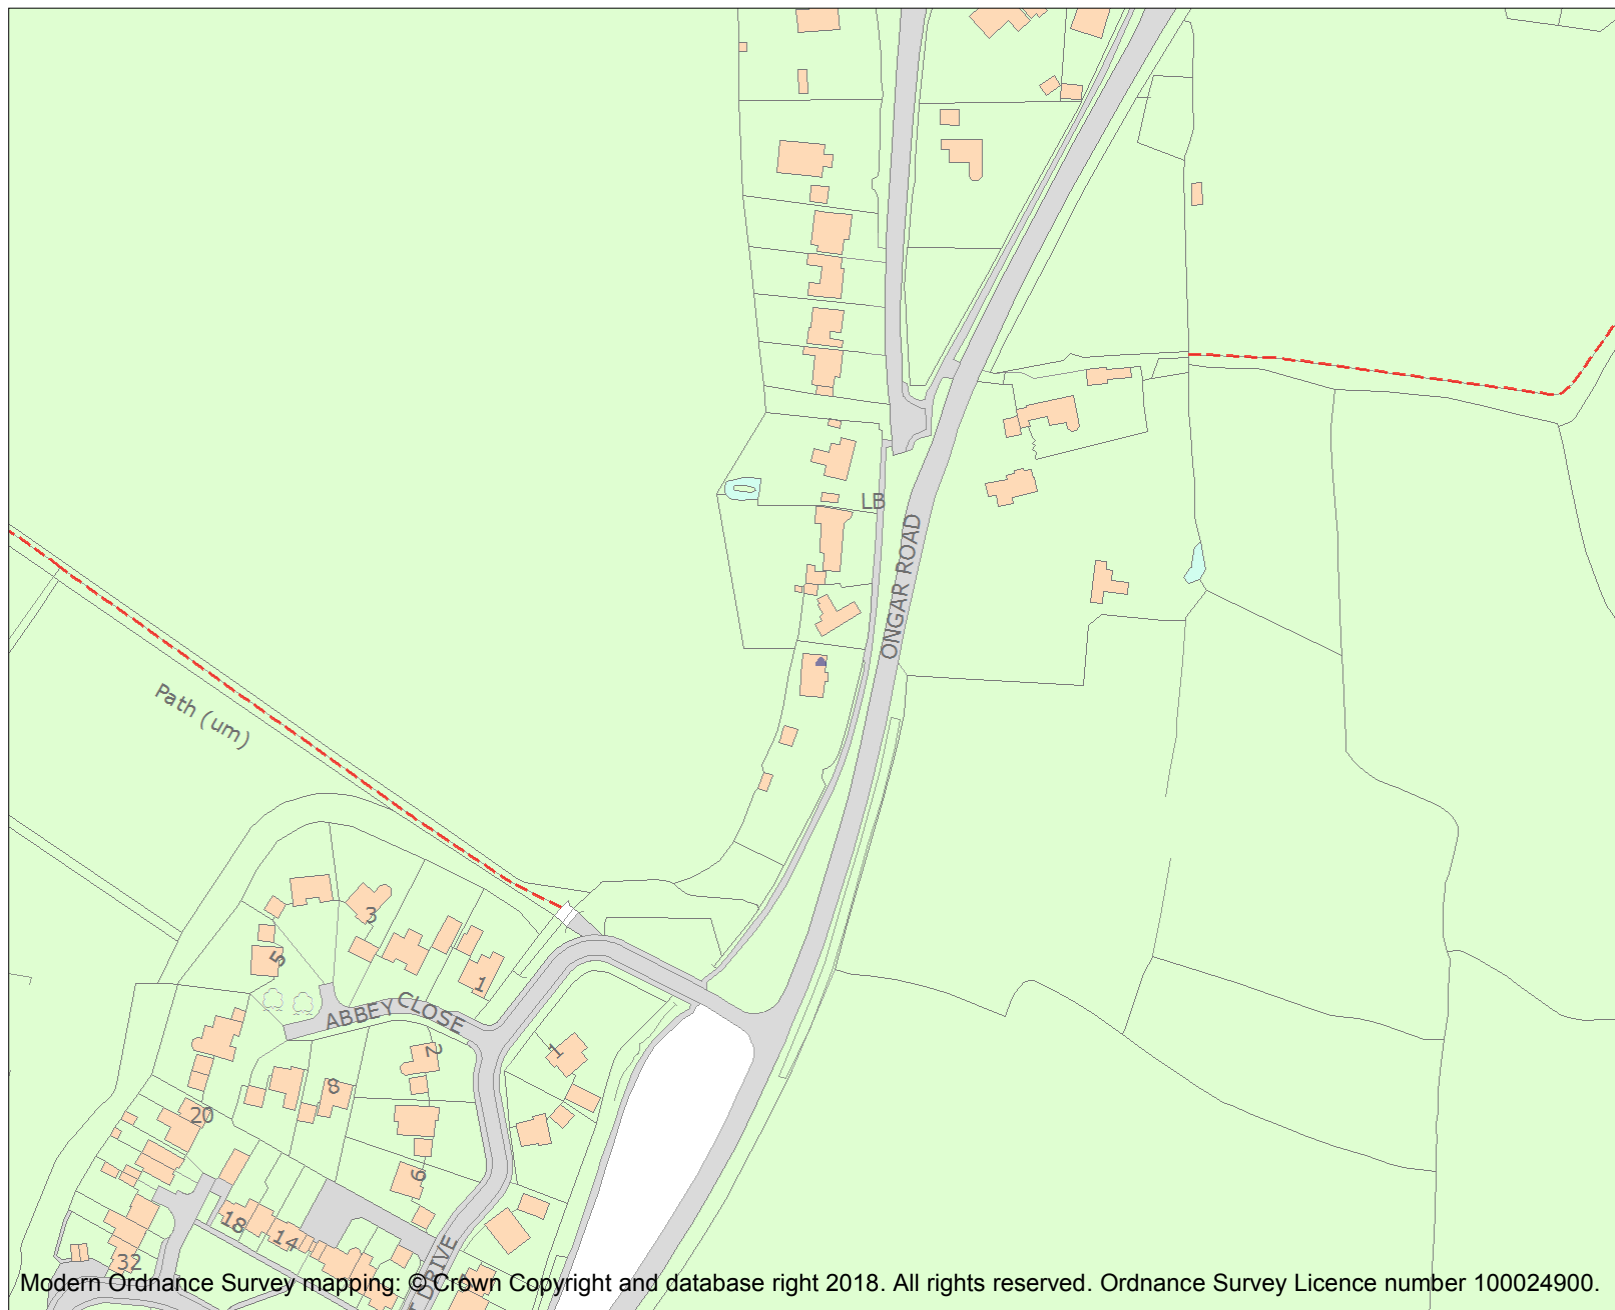 LB
ONGAR ROAD
Path (um)
3
5
1
ABBEY CLOSE
2
1
8
20
6
18
14
32
DRIVE
Modern Ordnance Survey mapping: © Crown Copyright and database right 2018. All rights reserved. Ordnance Survey Licence number 100024900.